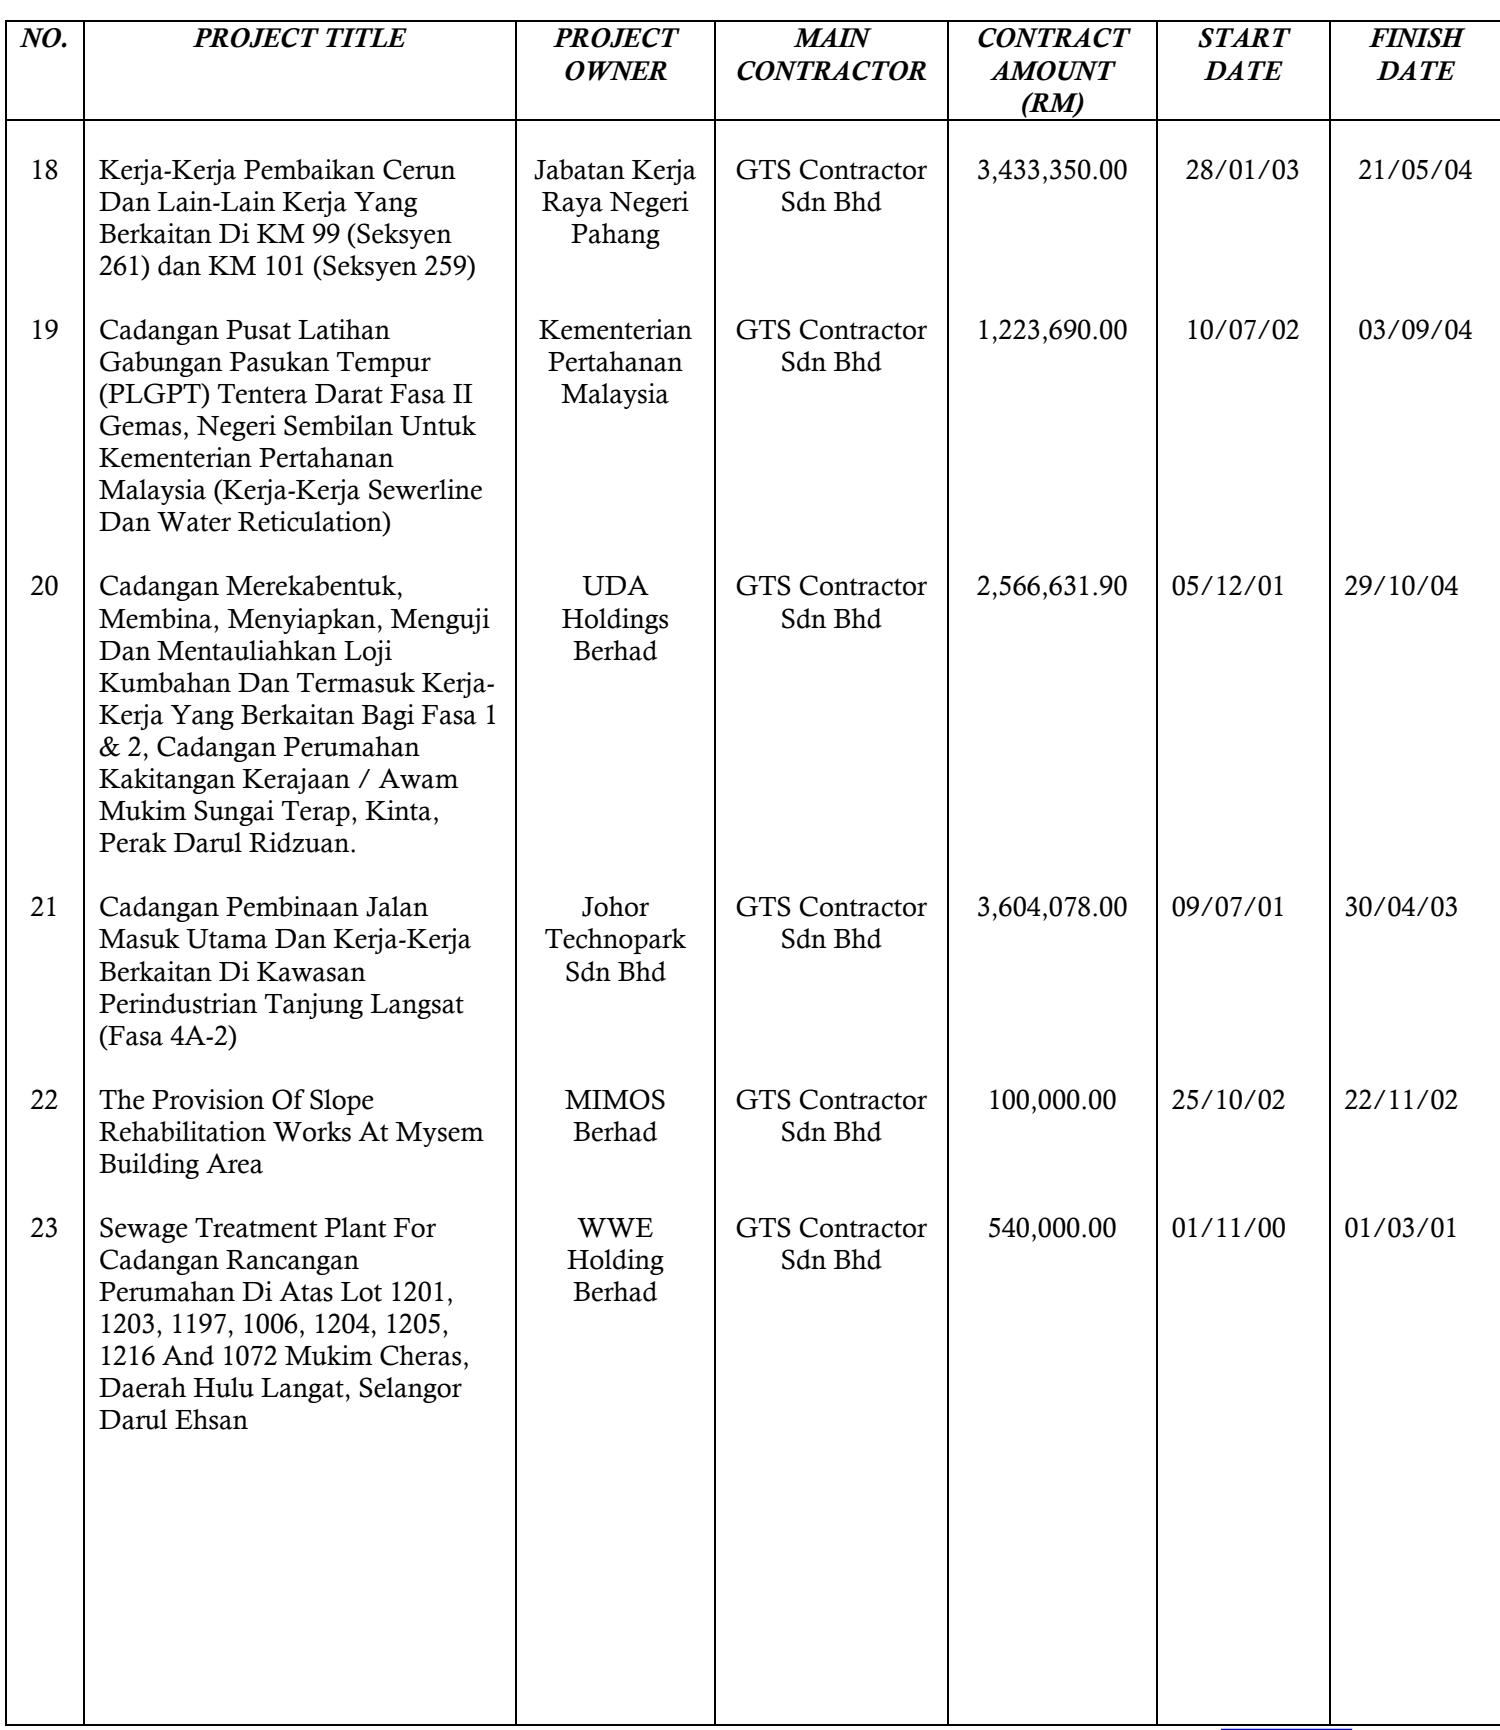 NO. PROJECT TITLE PROJECT OWNER MAIN CONTRACTOR CONTRACT AMOUNT (RM) START DATE FINISH DATE
18 Kerja-Kerja Pembaikan Cerun Jabatan Kerja GTS Contractor 3,433,350.00 28/01/03 21/05/04
Dan Lain-Lain Kerja Yang Raya Negeri Sdn Bhd
Berkaitan Di KM 99 (Seksyen Pahang
261) dan KM 101 (Seksyen 259)
19 Cadangan Pusat Latihan Kementerian GTS Contractor 1,223,690.00 10/07/02 03/09/04
Gabungan Pasukan Tempur Pertahanan Sdn Bhd
(PLGPT) Tentera Darat Fasa II Malaysia
Gemas, Negeri Sembilan Untuk
Kementerian Pertahanan
Malaysia (Kerja-Kerja Sewerline
Dan Water Reticulation)
20 Cadangan Merekabentuk, UDA GTS Contractor 2,566,631.90 05/12/01 29/10/04
Membina, Menyiapkan, Menguji Holdings Sdn Bhd
Dan Mentauliahkan Loji Berhad
Kumbahan Dan Termasuk Kerja-
Kerja Yang Berkaitan Bagi Fasa 1
& 2, Cadangan Perumahan
Kakitangan Kerajaan / Awam
Mukim Sungai Terap, Kinta,
Perak Darul Ridzuan.
21 Cadangan Pembinaan Jalan Johor GTS Contractor 3,604,078.00 09/07/01 30/04/03
Masuk Utama Dan Kerja-Kerja Technopark Sdn Bhd
Berkaitan Di Kawasan Sdn Bhd
Perindustrian Tanjung Langsat
(Fasa 4A-2)
22 The Provision Of Slope MIMOS GTS Contractor 100,000.00 25/10/02 22/11/02
Rehabilitation Works At Mysem Berhad Sdn Bhd
Building Area
23 Sewage Treatment Plant For WWE GTS Contractor 540,000.00 01/11/00 01/03/01
Cadangan Rancangan Holding Sdn Bhd
Perumahan Di Atas Lot 1201, Berhad
1203, 1197, 1006, 1204, 1205,
1216 And 1072 Mukim Cheras,
Daerah Hulu Langat, Selangor
Darul Ehsan